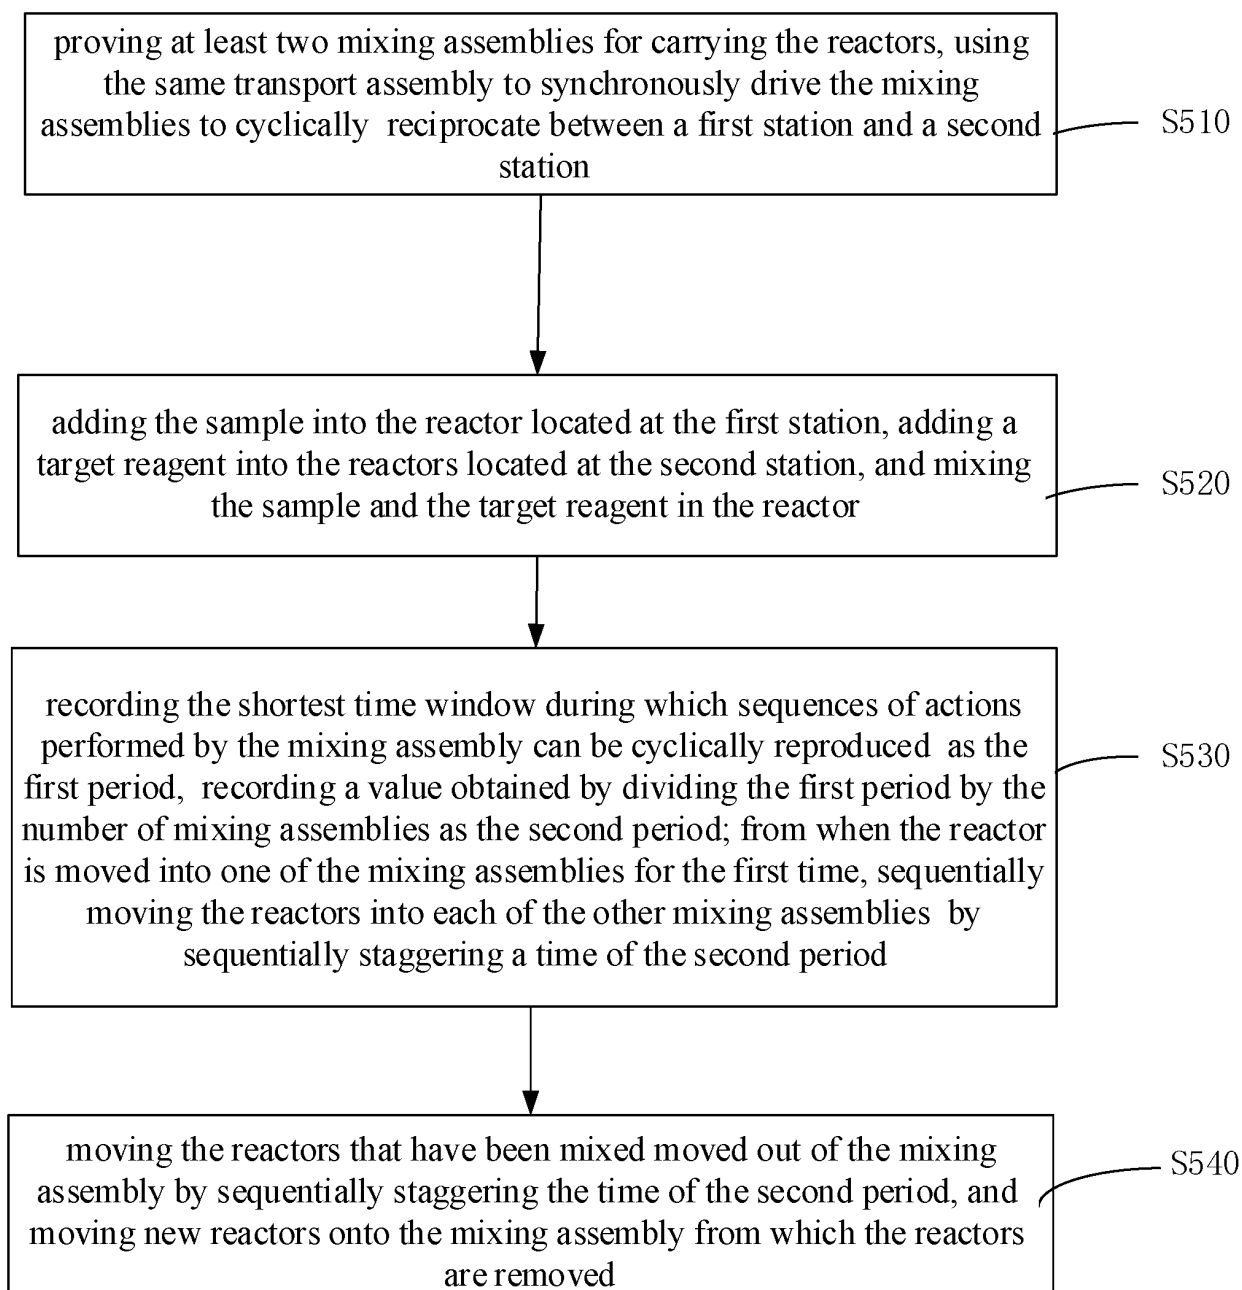 proving at least two mixing assemblies for carrying the reactors, using
the same transport assembly to synchronously drive the mixing
assemblies to cyclically  reciprocate between a first station and a second
station
S510
adding the sample into the reactor located at the first station, adding a
target reagent into the reactors located at the second station, and mixing
the sample and the target reagent in the reactor
S520
recording the shortest time window during which sequences of actions
performed by the mixing assembly can be cyclically reproduced  as the
first period,  recording a value obtained by dividing the first period by the
number of mixing assemblies as the second period; from when the reactor
is moved into one of the mixing assemblies for the first time, sequentially
moving the reactors into each of the other mixing assemblies  by
sequentially staggering a time of the second period
S530
moving the reactors that have been mixed moved out of the mixing
assembly by sequentially staggering the time of the second period, and
moving new reactors onto the mixing assembly from which the reactors
are removed
S540